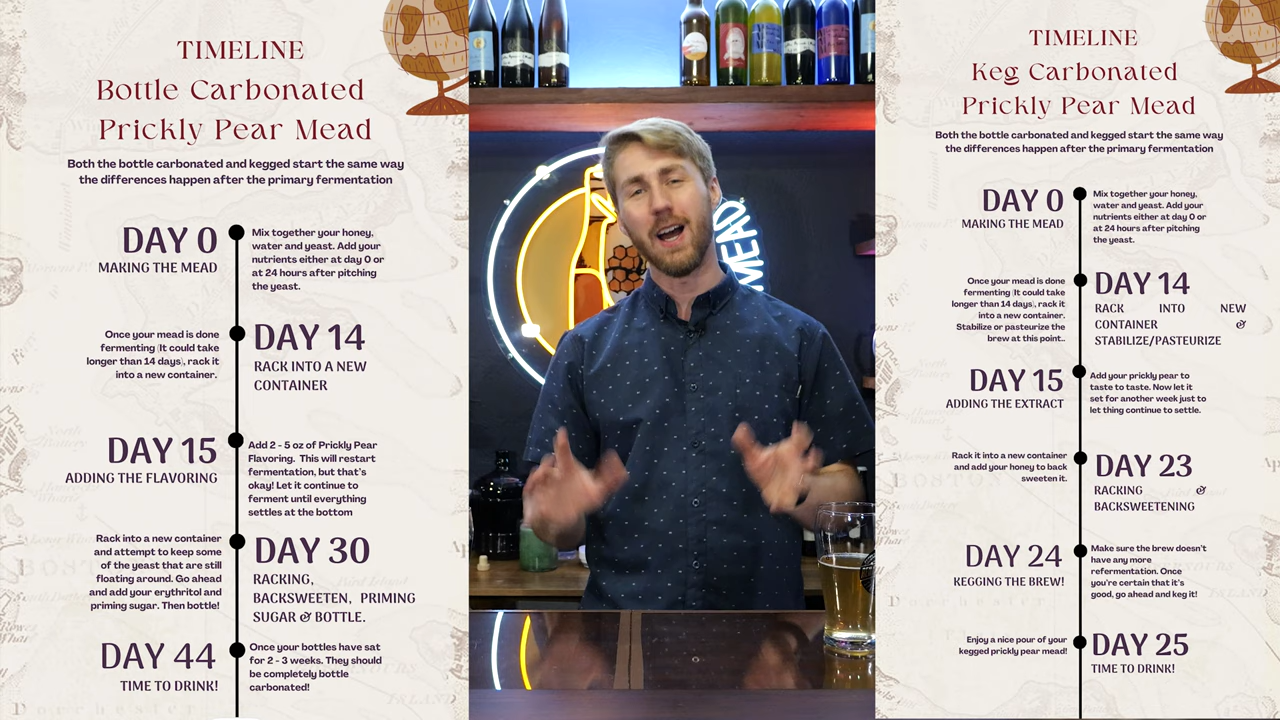 TIMELINE
Bottle Carbonated
Prickly Pear Mead
Both the bottle carbonated and kegged start the same way
the differences happen after the primary fermentation
DAY 0
MAKING THE MEAD
Mix together your honey,
water and yeast. Add your
nutrients either at day 0 or
at 24 hours after pitching
the yeast.
Once your mead is done
fermenting (It could take
longer than 14 days), rack it
into a new container.
DAY 14
RACK INTO A NEW
CONTAINER
DAY 15
ADDING THE FLAVORING
Add 2 - 5 oz of Prickly Pear
Flavoring. This will restart
fermentation, but that's
okay! Let it continue to
ferment until everything
settles at the bottom
Rack into a new container
and attempt to keep some
of the yeast that are still
floating around. Go ahead
and add your erythritol and
priming sugar. Then bottle!
DAY 30
RACKING,
BACKSWEETEN, PRIMING
SUGAR & BOTTLE.
DAY 44
TIME TO DRINK!
Once your bottles have sat
for 2 - 3 weeks. They should
be completely bottle
carbonated!
MEAD
TIMELINE
Keg Carbonated
Prickly Pear Mead
Both the bottle carbonated and kegged start the same way
the differences happen after the primary fermentation
DAY 0
MAKING THE MEAD
Mix together your honey,
water and yeast. Add your
nutrients either at day 0 or
at 24 hours after pitching
the yeast.
Once your mead is done
fermenting (It could take
longer than 14 days), rack it
into a new container.
Stabilize or pasteurize the
brew at this point..
DAY 14
RACK INTO NEW
CONTAINER &
STABILIZE/PASTEURIZE
DAY 15
ADDING THE EXTRACT
Add your prickly pear to
taste to taste. Now let it
set for another week just to
let thing continue to settle.
Rack it into a new container
and add your honey to back
sweeten it.
DAY 23
RACKING &
BACKSWEETENING
DAY 24
KEGGING THE BREW!
Make sure the brew doesn't
have any more
refermentation. Once
you're certain that it's
good, go ahead and keg it!
Enjoy a nice pour of your
kegged prickly pear mead!
DAY 25
TIME TO DRINK!